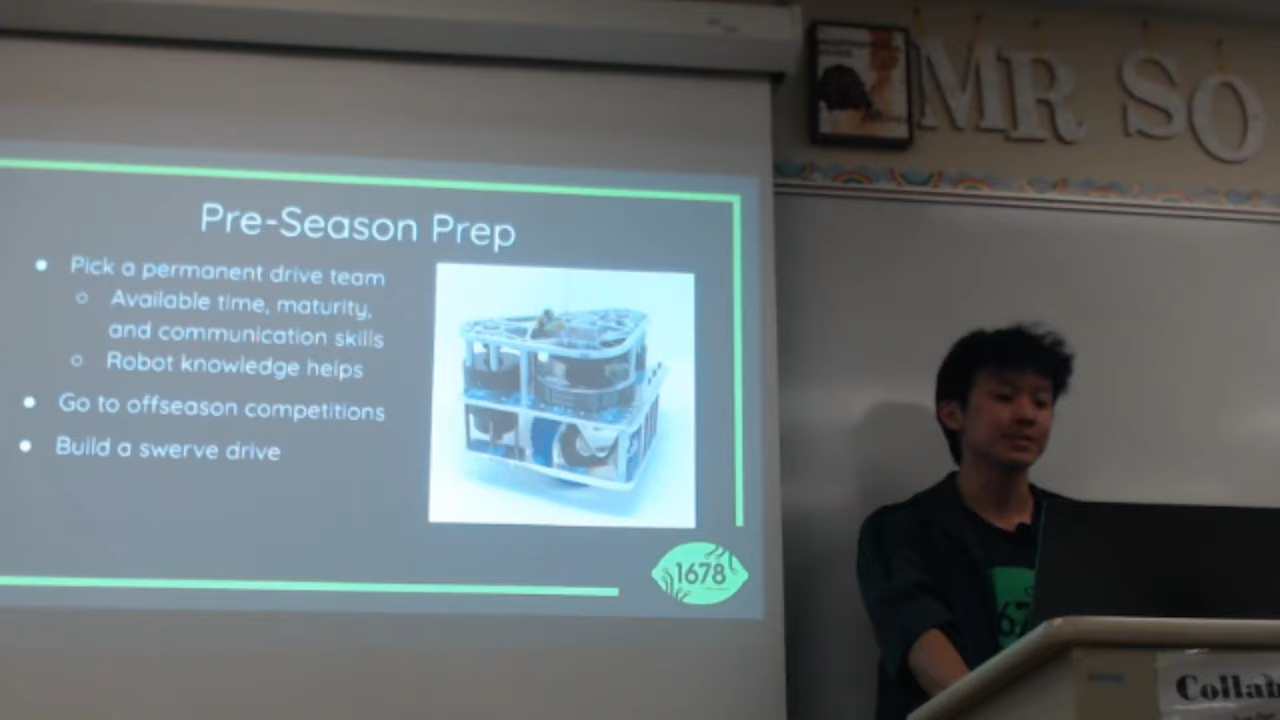 MR SO
Pre-Season Prep
Pick a permanent drive team
Available time, maturity,
and communication skills
Robot knowledge helps
Go to offseason competitions
Build a swerve drive
1678
Collab